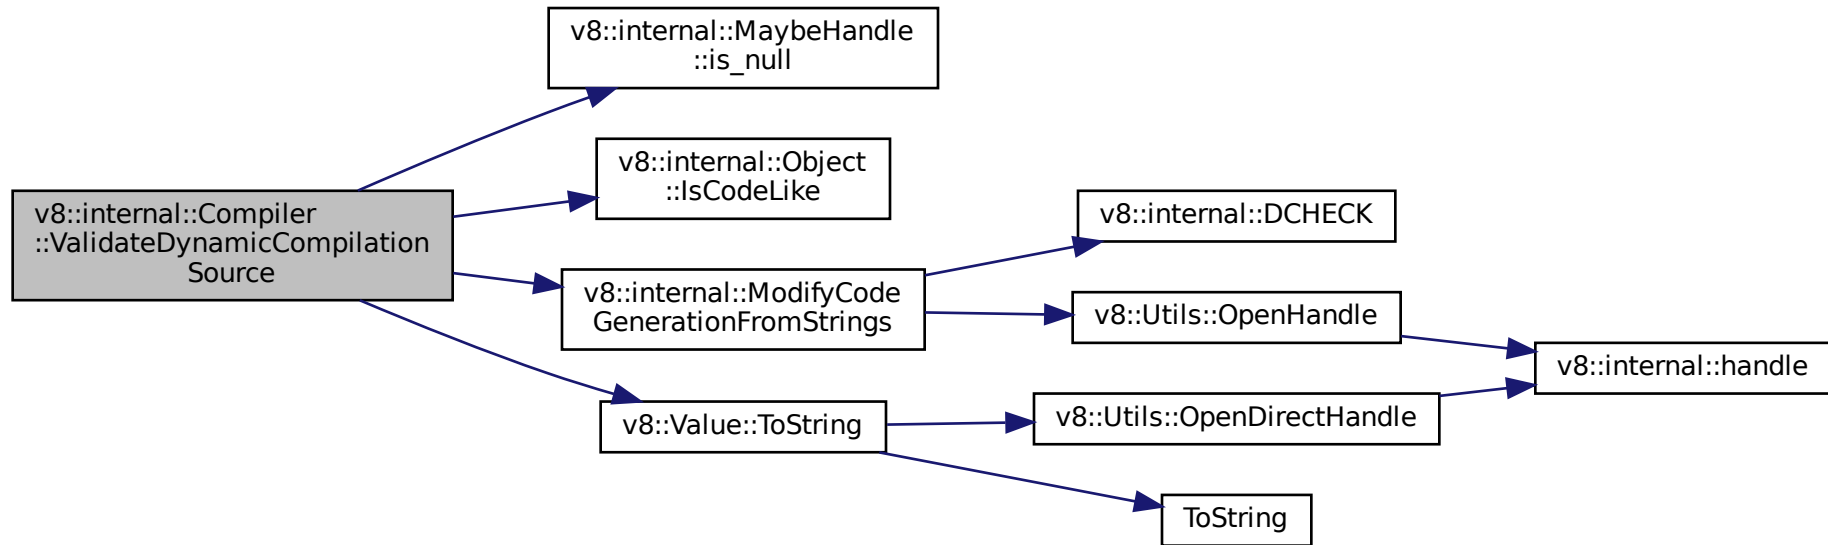 v8::internal::MaybeHandle
::is_null
v8::internal::Object
::IsCodeLike
v8::internal::Compiler
::ValidateDynamicCompilation
Source
v8::internal::DCHECK
v8::internal::ModifyCode
GenerationFromStrings
v8::Utils::OpenHandle
v8::internal::handle
v8::Value::ToString
v8::Utils::OpenDirectHandle
ToString